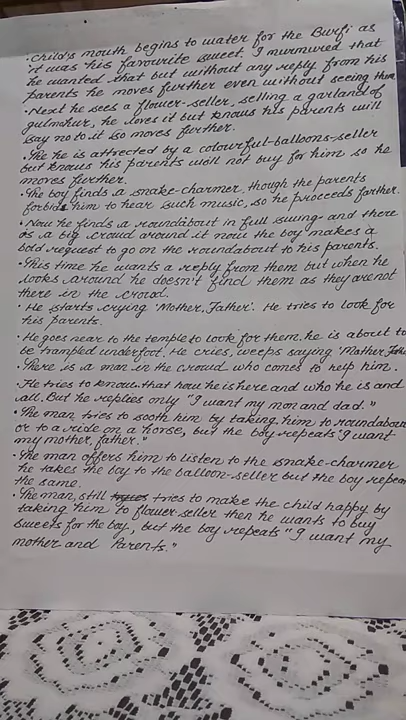 • Child's mouth begins to water for the Burfi as
it was his favourite sweet. I murmured that
he wanted that but without any reply from his
parents he moves further even without seeing them
• Next he sees a flower-seller, selling a garland of
gulmohur, he loves it but knows his parents will
say no to it so moves further.
• The he is attrected by a colourful-balloons-seller
but knows his parents will not buy for him so he
moves further.
• The boy finds a snake-charmer, though the parents
forbids him to hear such music, so he proceeds farther.
• Now he finds a roundabout in full swing and there
is a big croud around it now the boy makes a
bold request to go on the roundabout to his parents.
• This time he wants a reply from them but when he
looks around he doesn't find them as they are not
there in the crowd.
• He starts crying 'Mother, Father'. He tries to look for
his parents.
• He goes near to the temple to look for them. he is about to
be trampled underfoot. He cries, weeps saying 'Mother, Father
• There is a man in the croud who comes to help him.
• He tries to know that how he is here and who he is and
all. But he replies only "I want my mom and dad."
• The man tries to sooth him by taking him to roundabout
or to a ride on a horse, but the boy repeats "I want
my mother, father."
• The man offers him to listen to the snake-charmer
he takes the boy to the balloon-seller but the boy repeats
the same.
• The man, still tries to make the child happy by
taking him to flower seller then he wants to buy
sweets for the boy, but the boy repeats "I want my
mother and Parents."